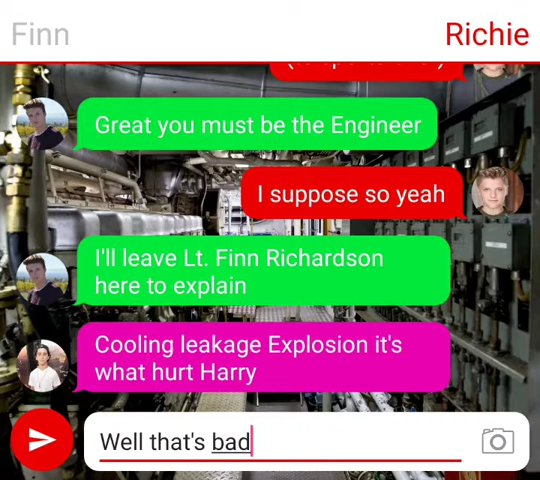 Finn
Richie
Great you must be the Engineer
I suppose so yeah
I'll leave Lt. Finn Richardson
here to explain
Cooling leakage Explosion it's
what hurt Harry
Well that's bad